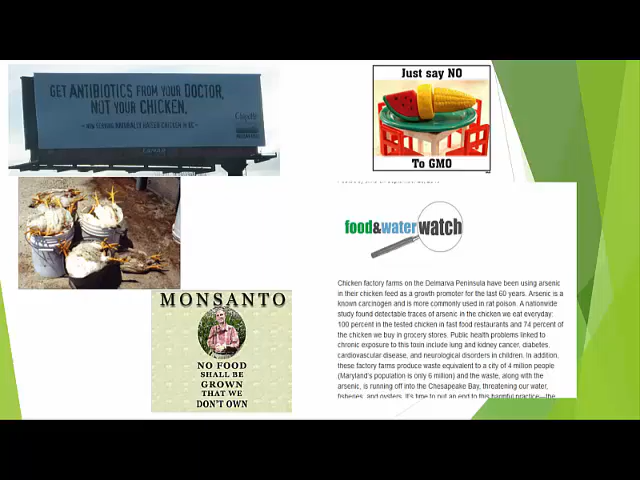 GET ANTIBIOTICS FROM YOUR DOCTOR,
NOT YOUR CHICKEN.
Just say NO
To GMO
food&waterwatch
Chicken factory farms on the Delmarva Peninsula have been using arsenic
in their chicken feed as a growth promoter for the last 60 years. Arsenic is a
known carcinogen and is more commonly used in rat poison. A nationwide
study found detectable traces of arsenic in the chicken we eat everyday:
100 percent in the tested chicken in fast food restaurants and 74 percent of
the chicken we buy in grocery stores. Public health problems linked to
chronic exposure to this toxin include lung and kidney cancer, diabetes,
cardiovascular disease, and neurological disorders in children. In addition,
these factory farms produce waste equivalent to a city of 4 million people
(Maryland's population is only 6 million) and the waste, along with the
arsenic, is running off into the Chesapeake Bay, threatening our water,
fisheries, and oysters. It's time to put an end to this harmful practice—the
MONSANTO
NO FOOD
SHALL BE
GROWN
THAT WE
DON'T OWN